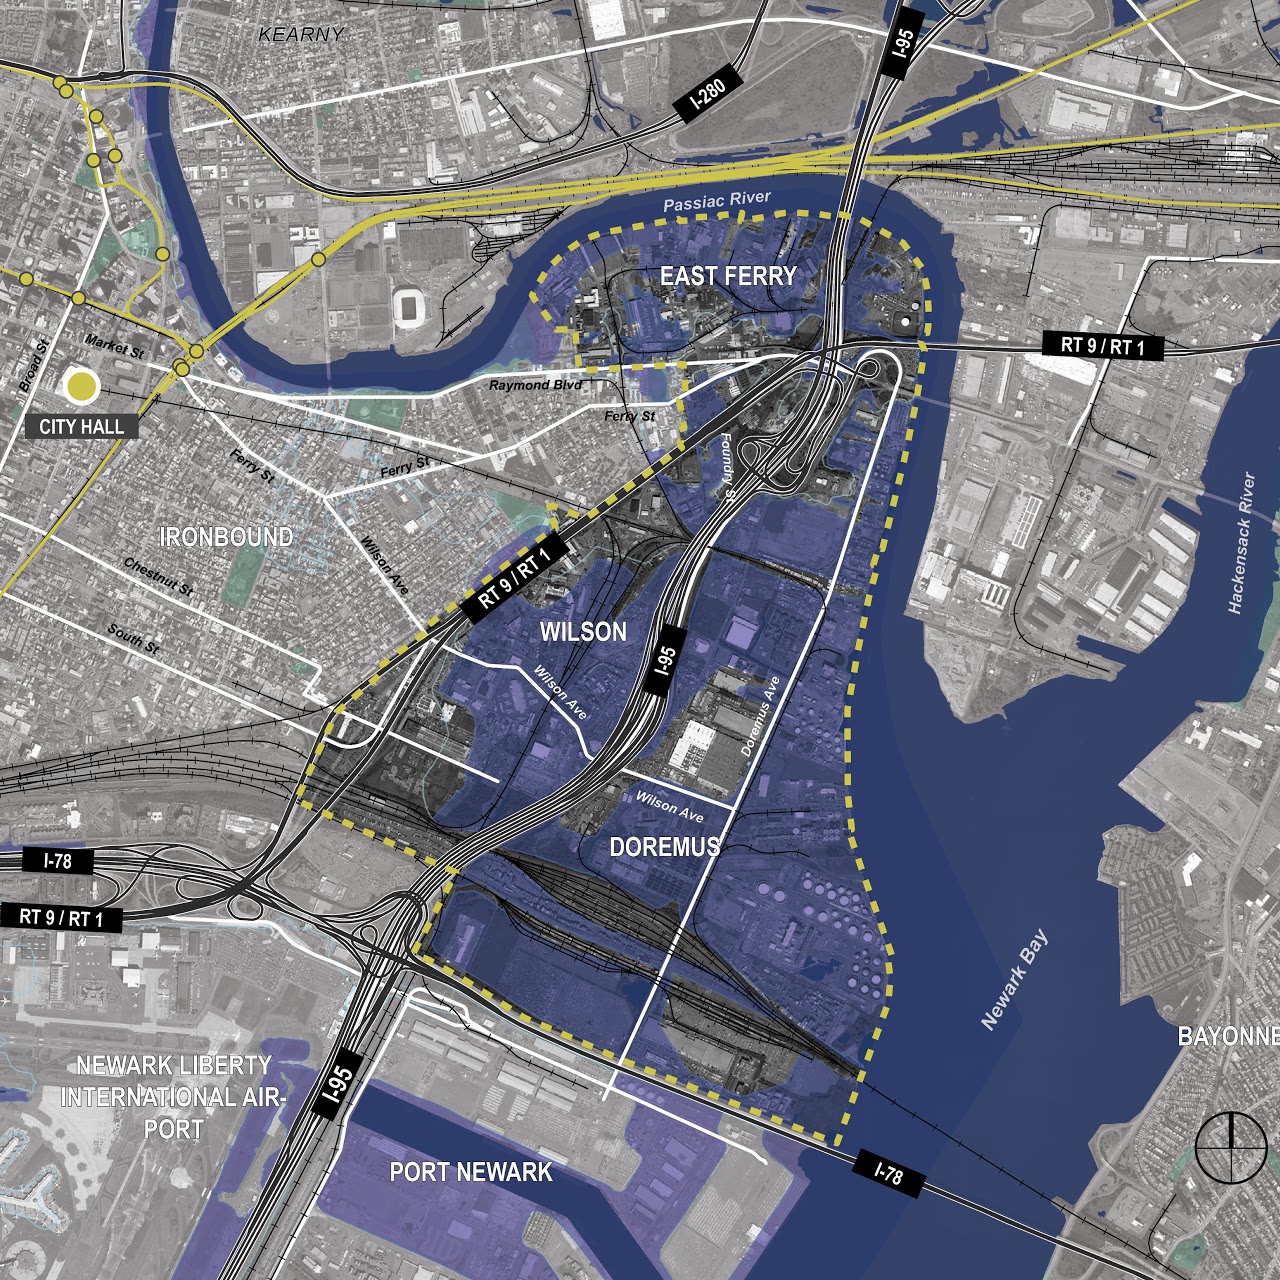 KEARNY
I-95
I-280
Passiac River
EAST FERRY
RT 9 / RT 1
Market St
Broad St
CITY HALL
Raymond Blvd
Ferry St
Ferry St
Ferry St
Foundry St
Hackensack River
IRONBOUND
Wilson Ave
Chestnut St
South St
RT 9 / RT 1
WILSON
I-95
Wilson Ave
Doremus Ave
Wilson Ave
DOREMUS
I-78
RT 9 / RT 1
Newark Bay
BAYONNE
NEWARK LIBERTY
INTERNATIONAL AIR-
PORT
I-95
PORT NEWARK
I-78